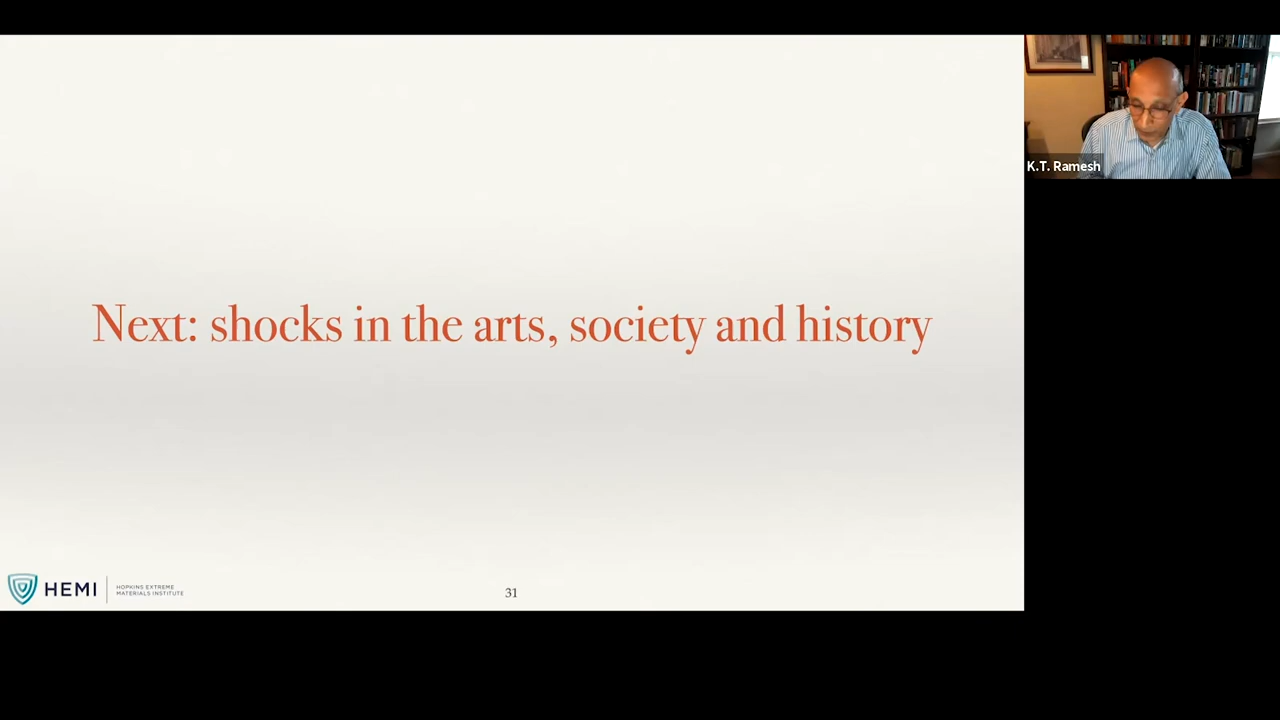 K.T. Ramesh
Next: shocks in the arts, society and history
HEMI
HOPKINS EXTREME
MATERIALS INSTITUTE
31